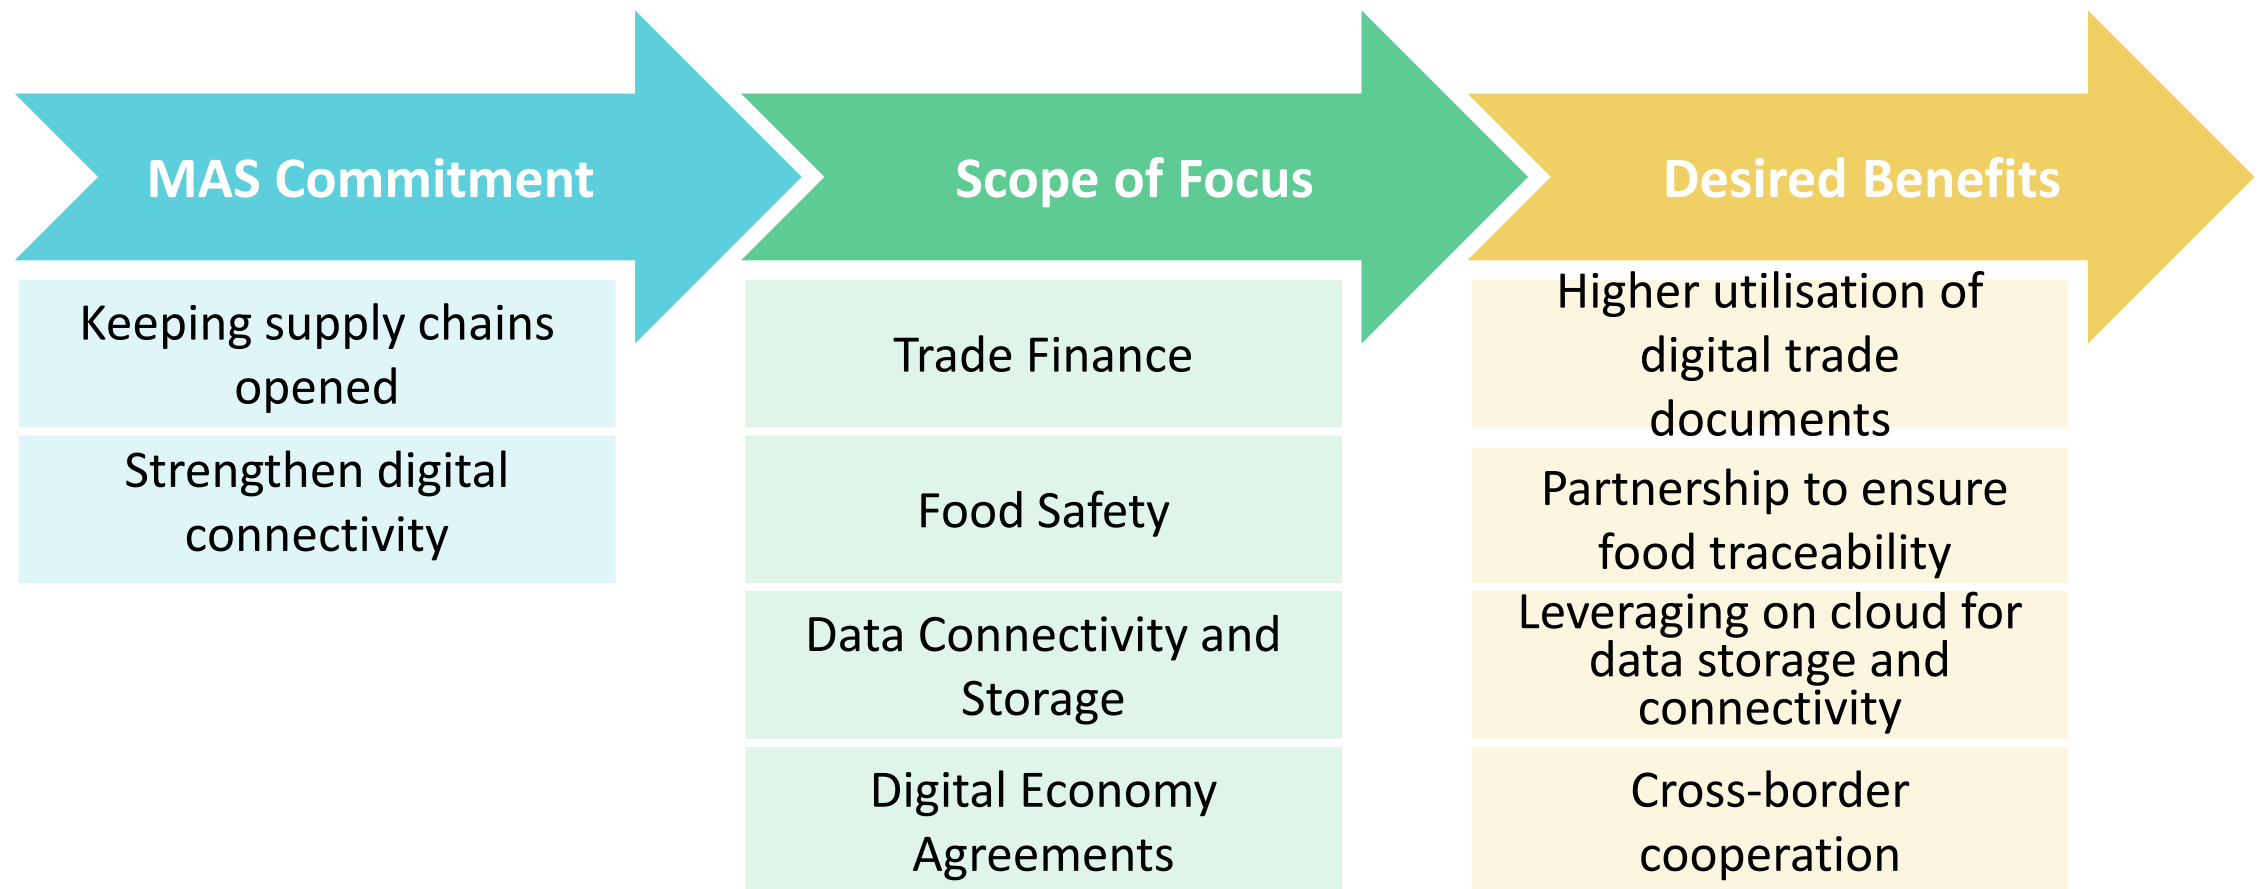 MAS Commitment
Keeping supply chains
opened
Strengthen digital
connectivity
Scope of Focus
Trade Finance
Food Safety
Data Connectivity and
Storage
Digital Economy
Agreements
Desired Benefits
Higher utilisation of
digital trade
documents
Partnership to ensure
food traceability
Leveraging on cloud for
data storage and
connectivity
Cross-border
cooperation